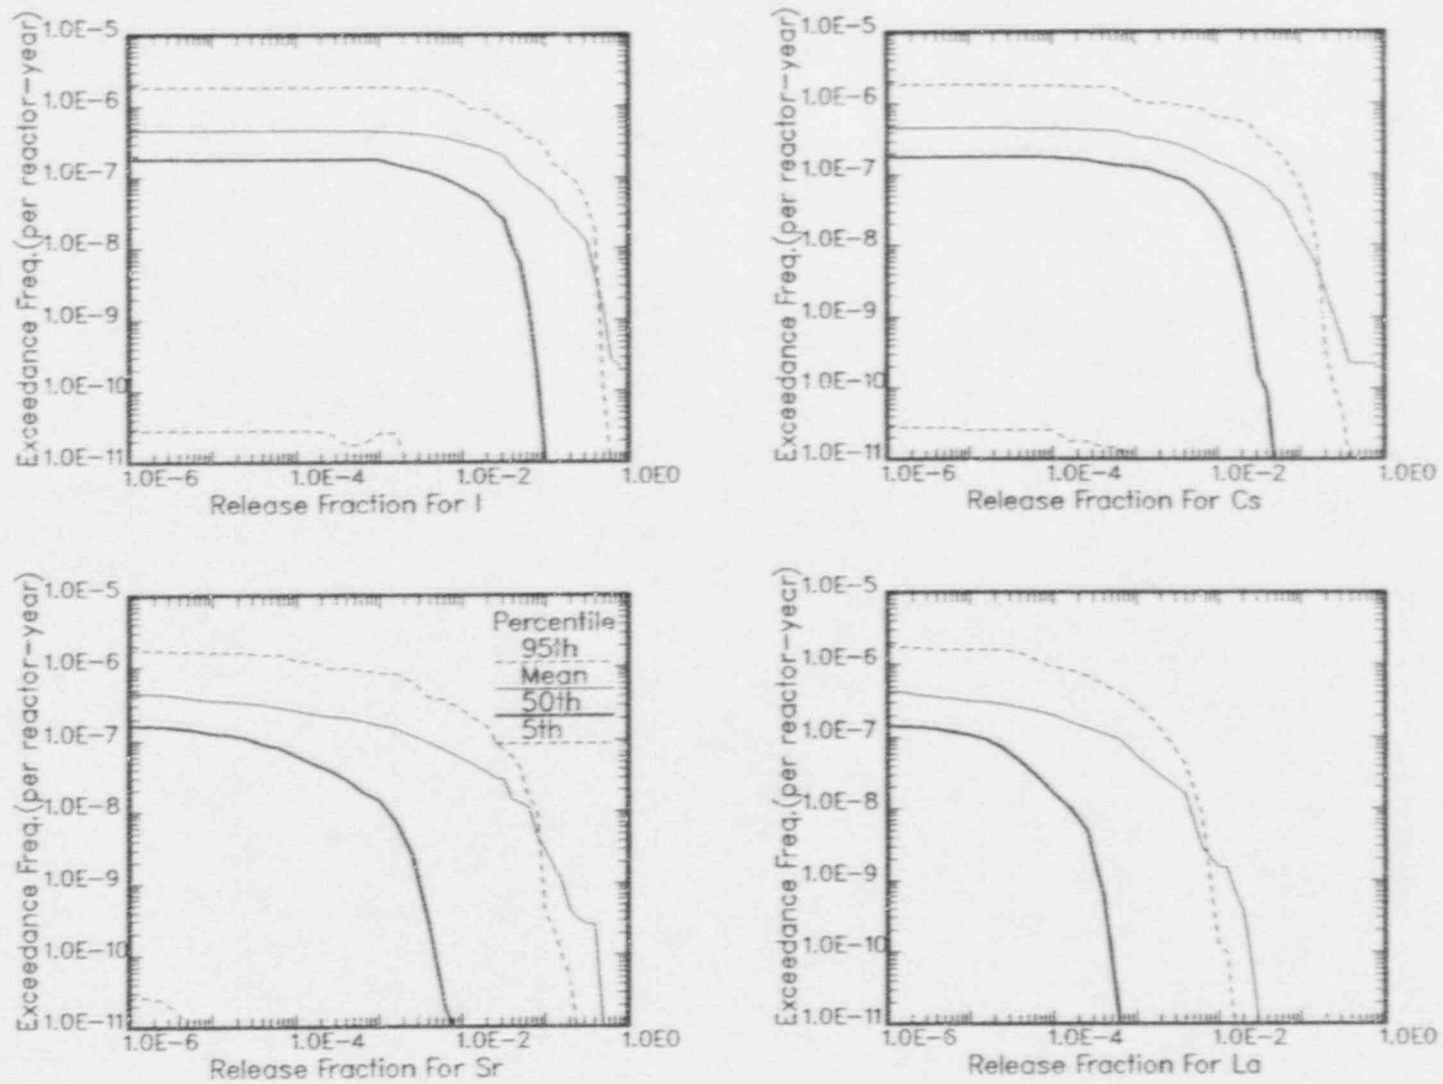 Exceedance Freq.(per reactor-year)
1.0E-5
1.0E-6
1.0E-7
1.0E-8
1.0E-9
1.0E-10
1.0E-11
1.0E-6 1.0E-4 1.0E-2 1.0E0
Release Fraction For I
Exceedance Freq.(per reactor-year)
1.0E-5
1.0E-6
1.0E-7
1.0E-8
1.0E-9
1.0E-10
1.0E-11
1.0E-6 1.0E-4 1.0E-2 1.0E0
Release Fraction For Cs
Exceedance Freq.(per reactor-year)
1.0E-5
1.0E-6
1.0E-7
1.0E-8
1.0E-9
1.0E-10
1.0E-11
Percentile
95th
Mean
50th
5th
1.0E-6 1.0E-4 1.0E-2 1.0E0
Release Fraction For Sr
Exceedance Freq.(per reactor-year)
1.0E-5
1.0E-6
1.0E-7
1.0E-8
1.0E-9
1.0E-10
1.0E-11
1.0E-6 1.0E-4 1.0E-2 1.0E0
Release Fraction For La